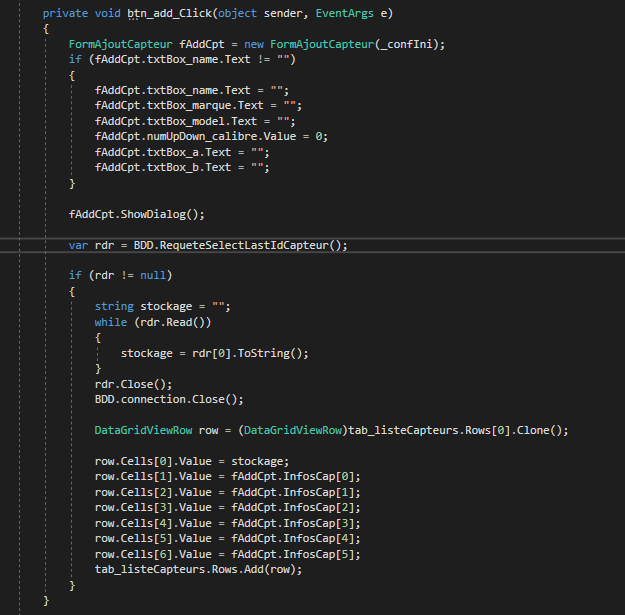 private void btn_add_Click(object sender, EventArgs e)
{
FormAjoutCapteur fAddCpt = new FormAjoutCapteur(_confIni);
if (fAddCpt.txtBox_name.Text != "")
{
fAddCpt.txtBox_name.Text = "";
fAddCpt.txtBox_marque.Text = "";
fAddCpt.txtBox_model.Text = "";
fAddCpt.numUpDown_calibre.Value = 0;
fAddCpt.txtBox_a.Text = "";
fAddCpt.txtBox_b.Text = "";
}
fAddCpt.ShowDialog();
var rdr = BDD.RequeteSelectLastIdCapteur();
if (rdr != null)
{
string stockage = "";
while (rdr.Read())
{
stockage = rdr[0].ToString();
}
rdr.Close();
BDD.connection.Close();
DataGridViewRow row = (DataGridViewRow)tab_listeCapteurs.Rows[0].Clone();
row.Cells[0].Value = stockage;
row.Cells[1].Value = fAddCpt.InfosCap[0];
row.Cells[2].Value = fAddCpt.InfosCap[1];
row.Cells[3].Value = fAddCpt.InfosCap[2];
row.Cells[4].Value = fAddCpt.InfosCap[3];
row.Cells[5].Value = fAddCpt.InfosCap[4];
row.Cells[6].Value = fAddCpt.InfosCap[5];
tab_listeCapteurs.Rows.Add(row);
}
}